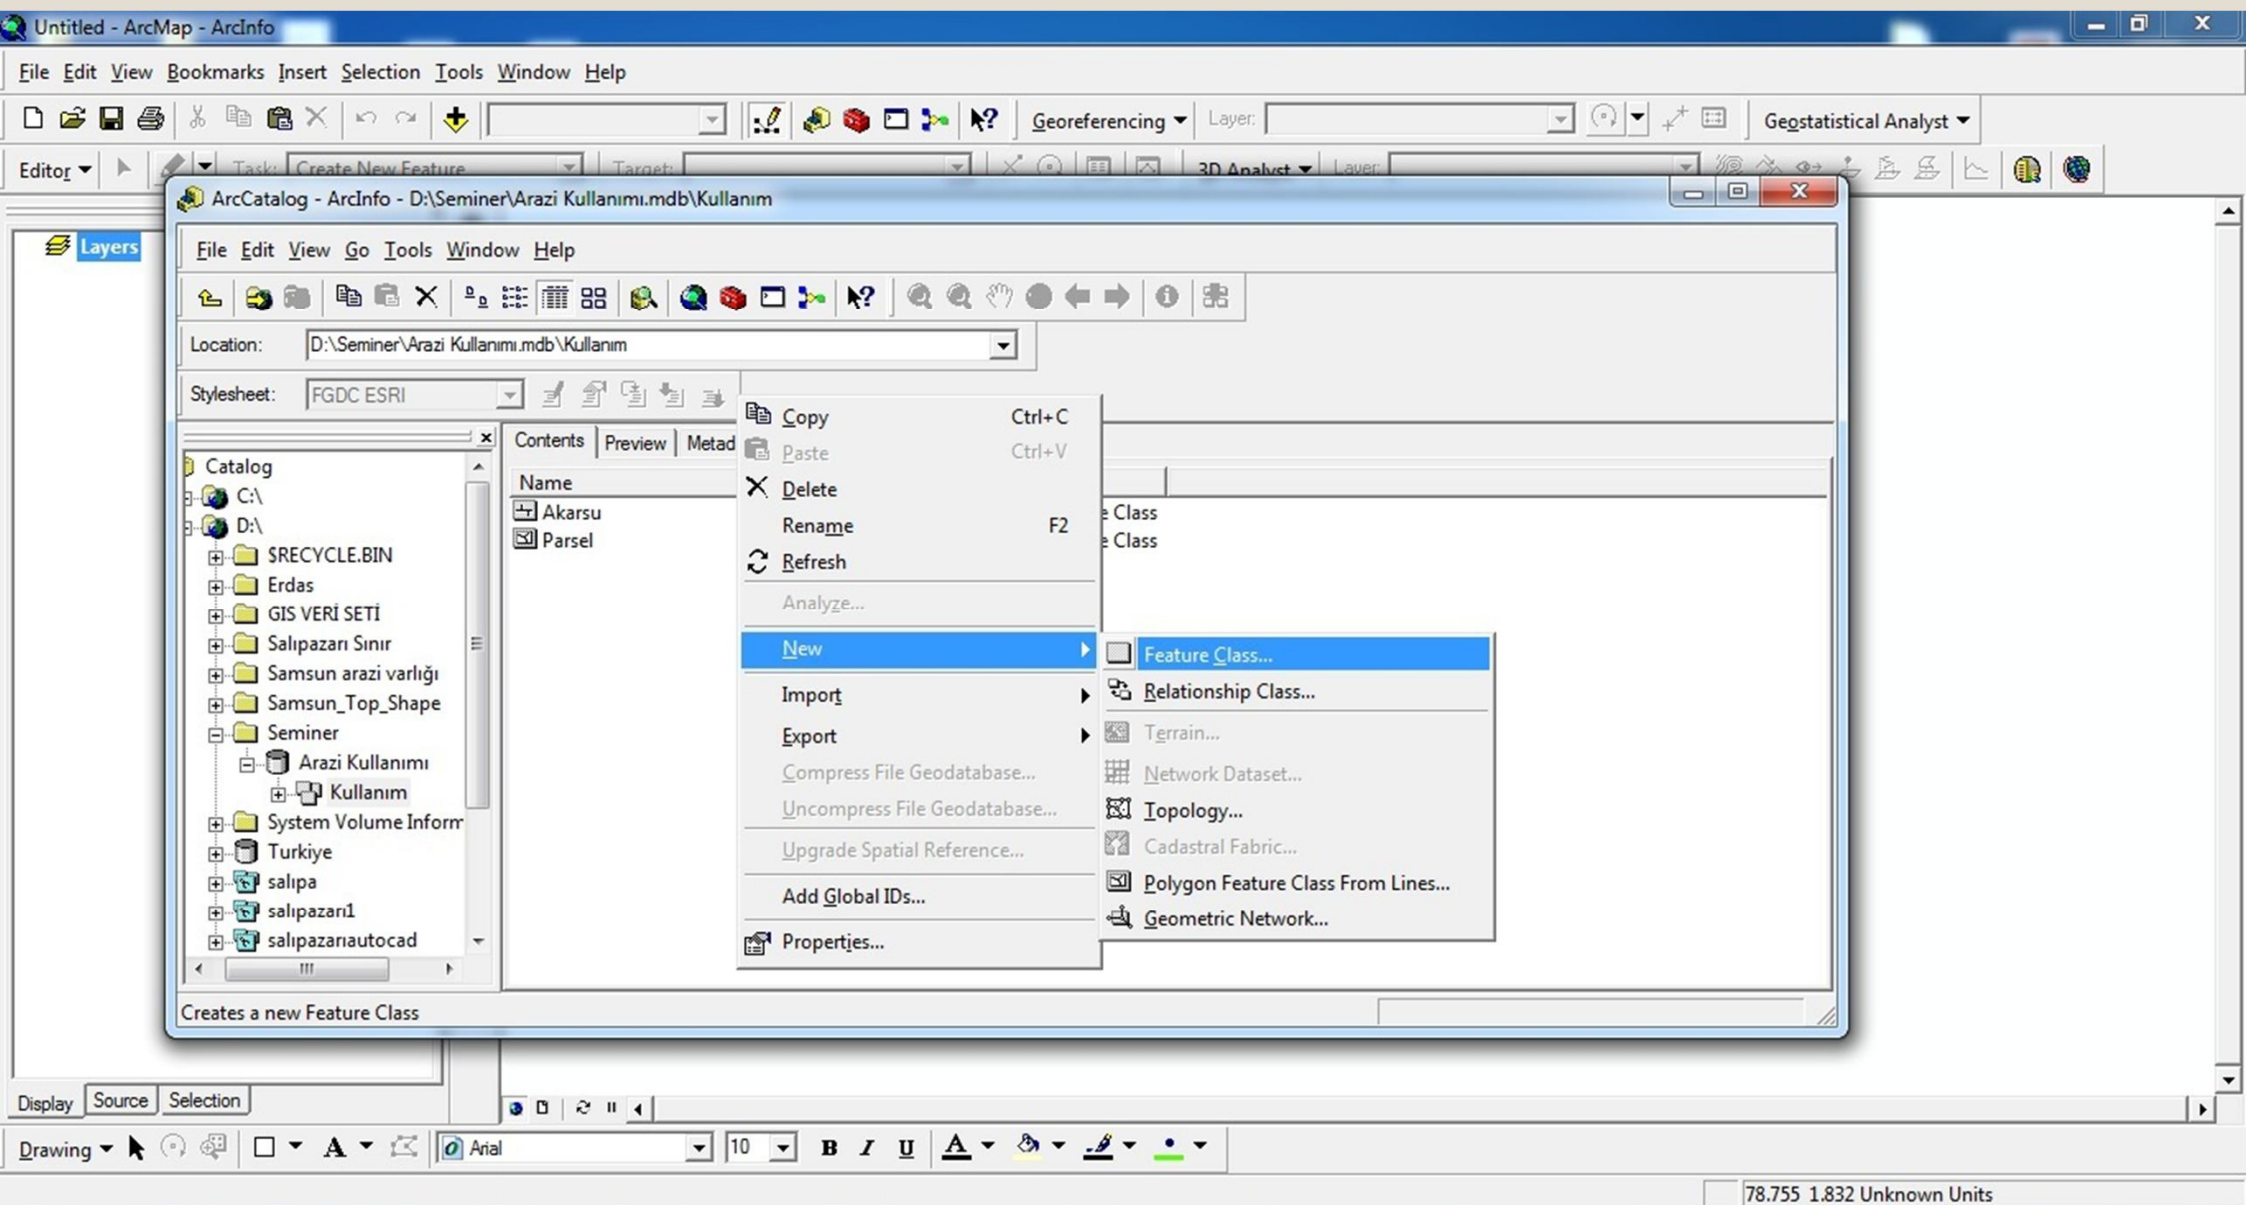 Untitled - ArcMap - ArcInfo
File Edit View Bookmarks Insert Selection Tools Window Help
Georeferencing Layer: Geostatistical Analyst
Editor Task: Create New Feature Target: 3D Analyst Layer:
ArcCatalog - ArcInfo - D:\Seminer\Arazi Kullanımı.mdb\Kullanım
Layers
File Edit View Go Tools Window Help
Location: D:\Seminer\Arazi Kullanımı.mdb\Kullanım
Stylesheet: FGDC ESRI
Contents Preview Metad
Catalog
C:\
D:\
$RECYCLE.BIN
Erdas
GIS VERİ SETİ
Salıpazarı Sınır
Samsun arazi varlığı
Samsun_Top_Shape
Seminer
Arazi Kullanımı
Kullanım
System Volume Inform
Turkiye
salıpa
salıpazarı1
salıpazarıautocad
Name
Akarsu e Class
Parsel e Class
Copy Ctrl+C
Paste Ctrl+V
Delete
Rename F2
Refresh
Analyze...
New
Import
Export
Compress File Geodatabase...
Uncompress File Geodatabase...
Upgrade Spatial Reference...
Add Global IDs...
Properties...
Feature Class...
Relationship Class...
Terrain...
Network Dataset...
Topology...
Cadastral Fabric...
Polygon Feature Class From Lines...
Geometric Network...
Creates a new Feature Class
Display Source Selection
Drawing A Arial 10 B I U A
78.755 1.832 Unknown Units